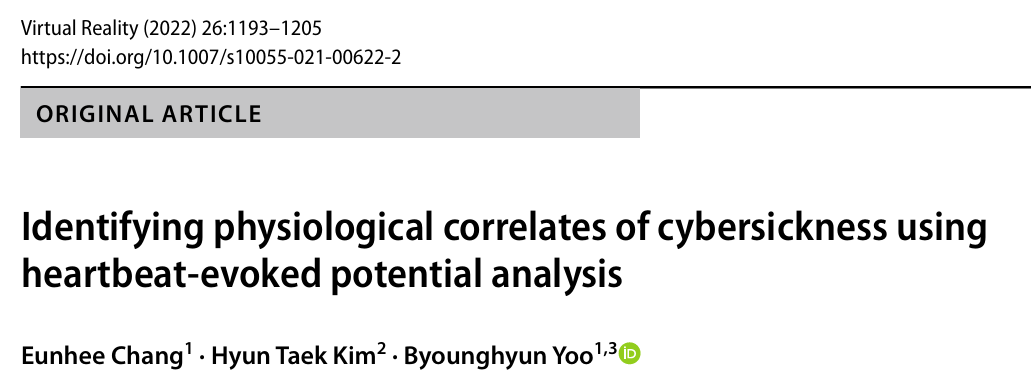 Virtual Reality (2022) 26:1193–1205
https://doi.org/10.1007/s10055-021-00622-2
ORIGINAL ARTICLE
Identifying physiological correlates of cybersickness using
heartbeat-evoked potential analysis
Eunhee Chang1 · Hyun Taek Kim2 · Byounghyun Yoo1,3 iD